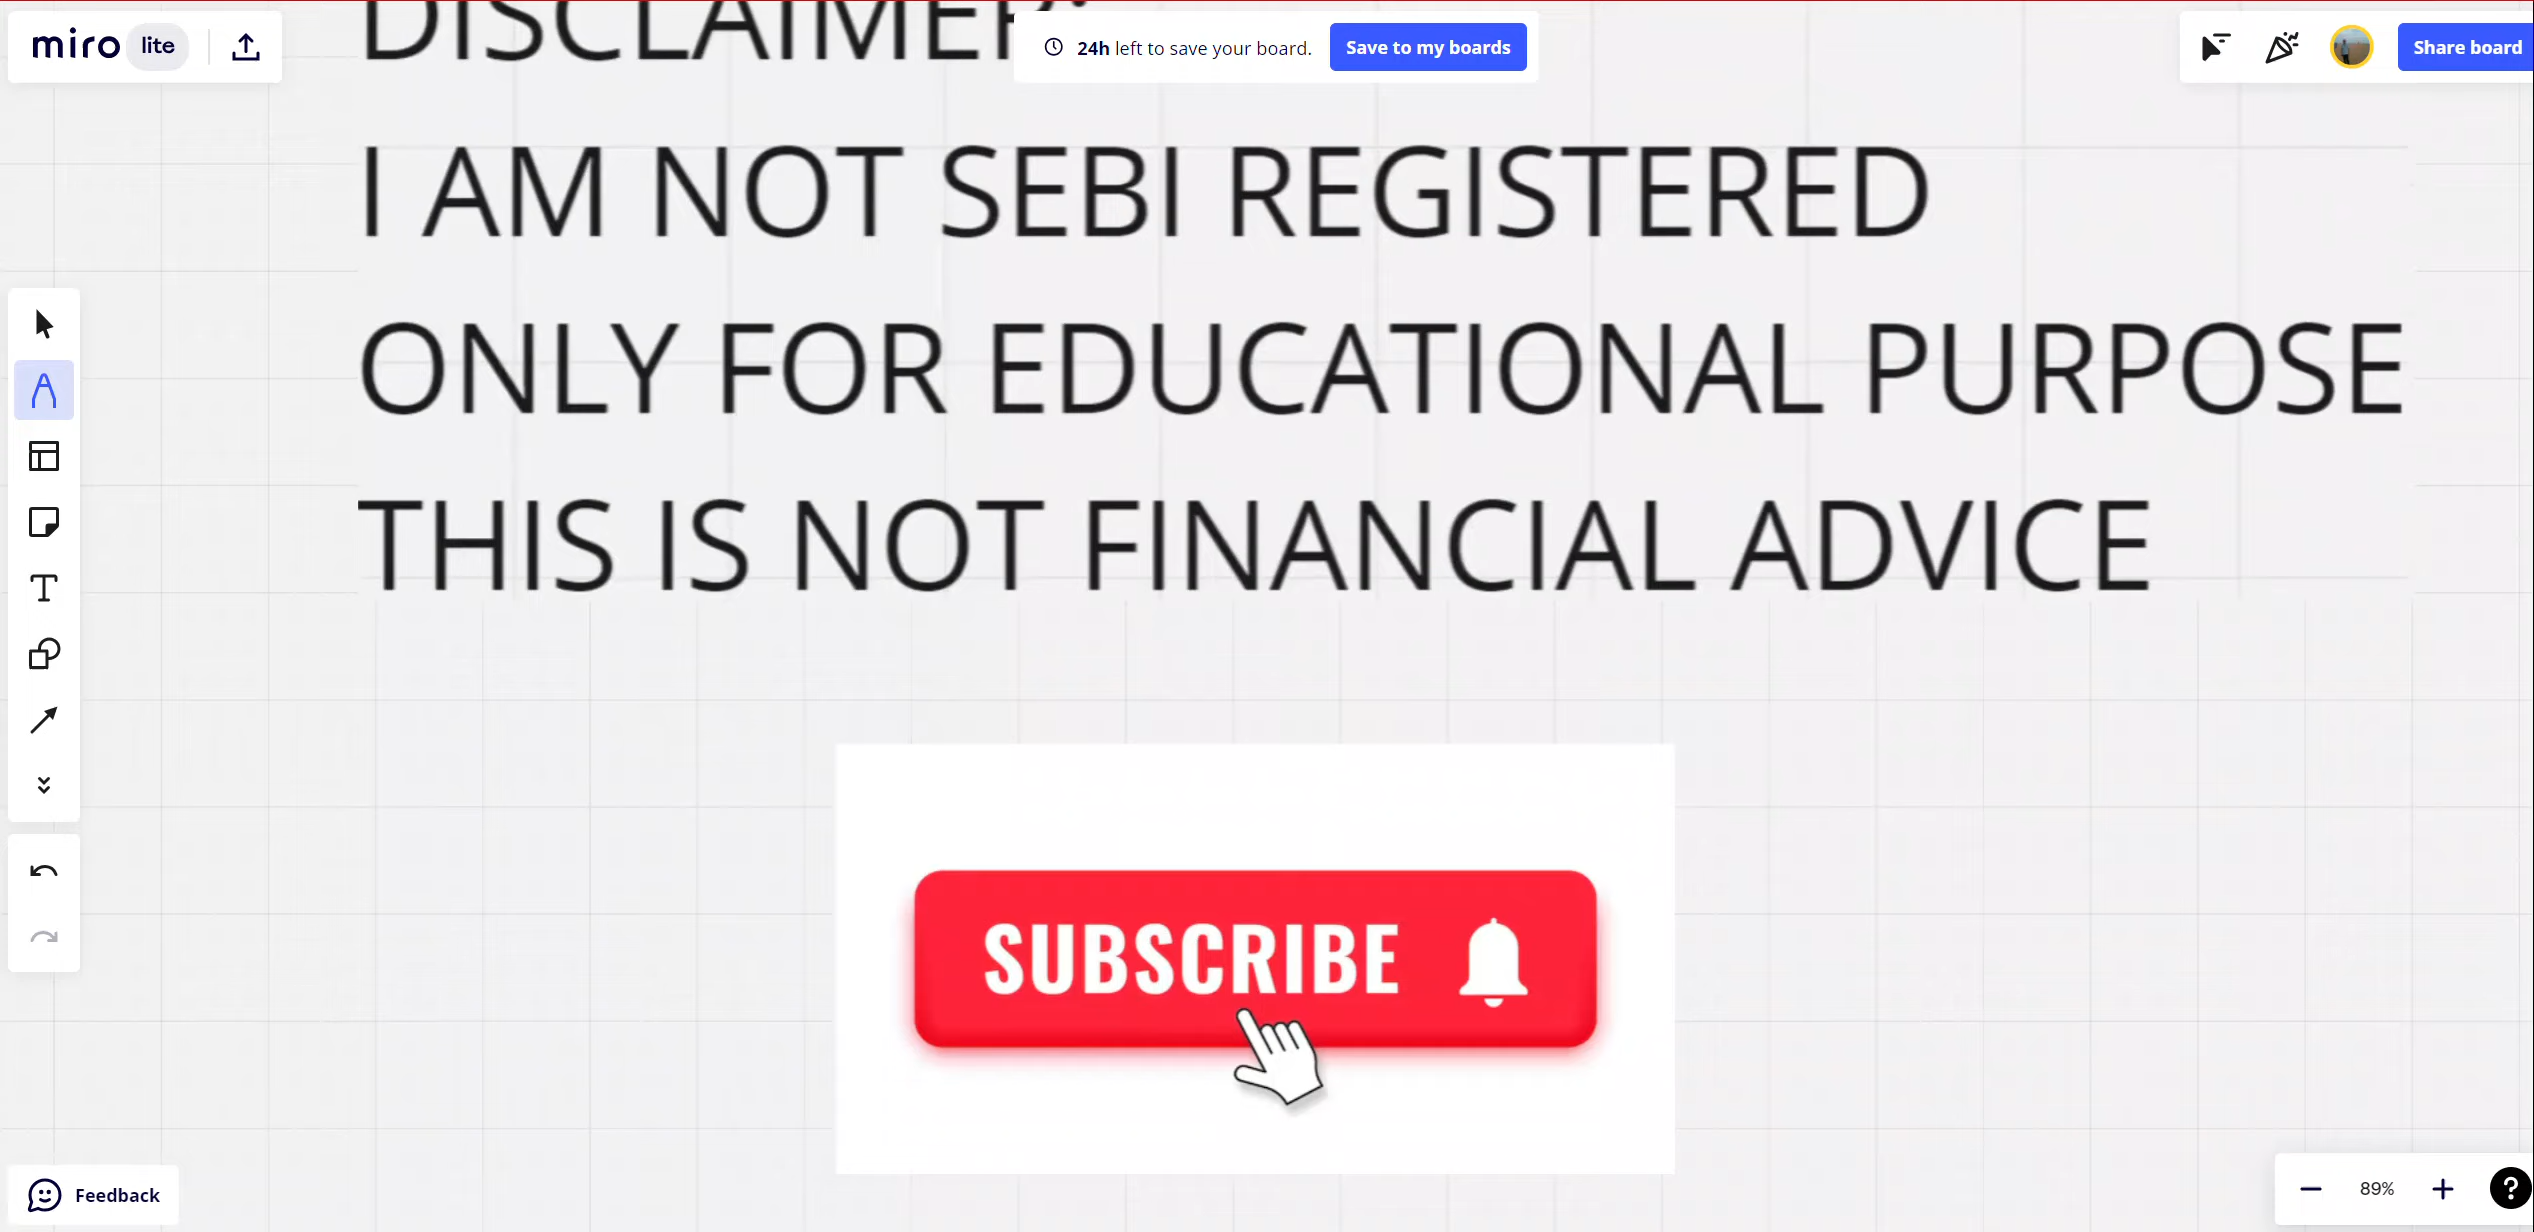 DISCLAIMER:
miro lite
24h left to save your board. Save to my boards
Share board
I AM NOT SEBI REGISTERED
ONLY FOR EDUCATIONAL PURPOSE
THIS IS NOT FINANCIAL ADVICE
SUBSCRIBE
Feedback
89%